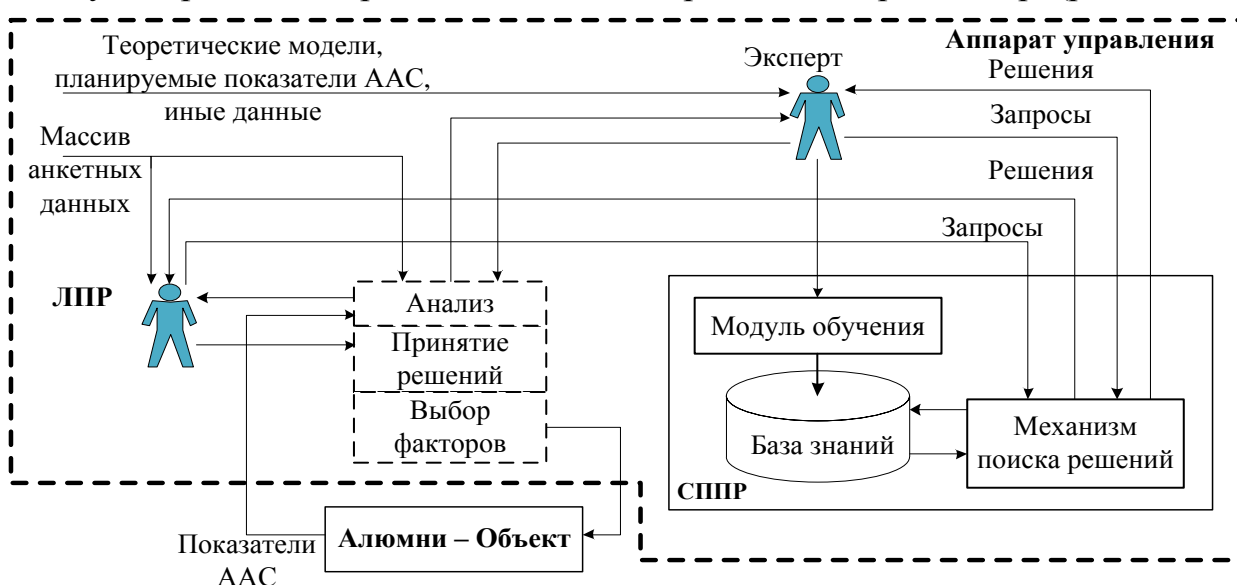 Теоретические модели,
планируемые показатели ААС,
иные данные
Эксперт
Аппарат управления
Решения
Запросы
Решения
Запросы
Массив
анкетных
данных
ЛПР
Анализ
Принятие
решений
Выбор
факторов
Модуль обучения
База знаний
Механизм
поиска решений
СППР
Алюмни – Объект
Показатели
ААС